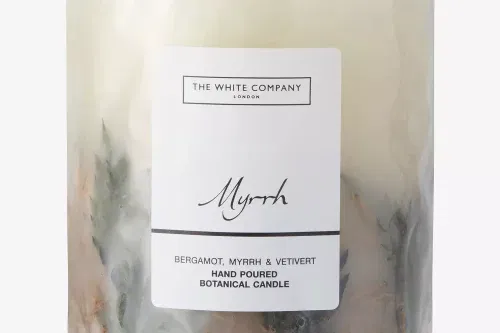 THE WHITE COMPANY
LONDON
Myrrh
BERGAMOT, MYRRH & VETIVERT
HAND POURED
BOTANICAL CANDLE